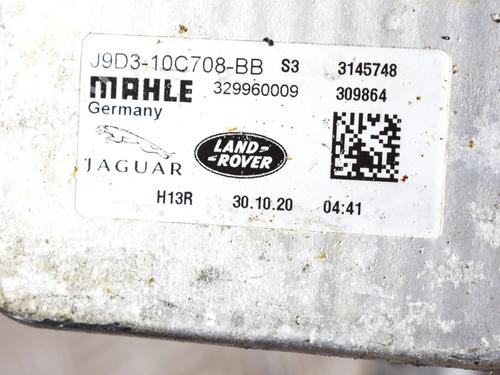 J9D3-10C708-BB S3 3145748
MAHLE 329960009 309864
Germany
JAGUAR
LAND-
ROVER
H13R 30.10.20 04:41